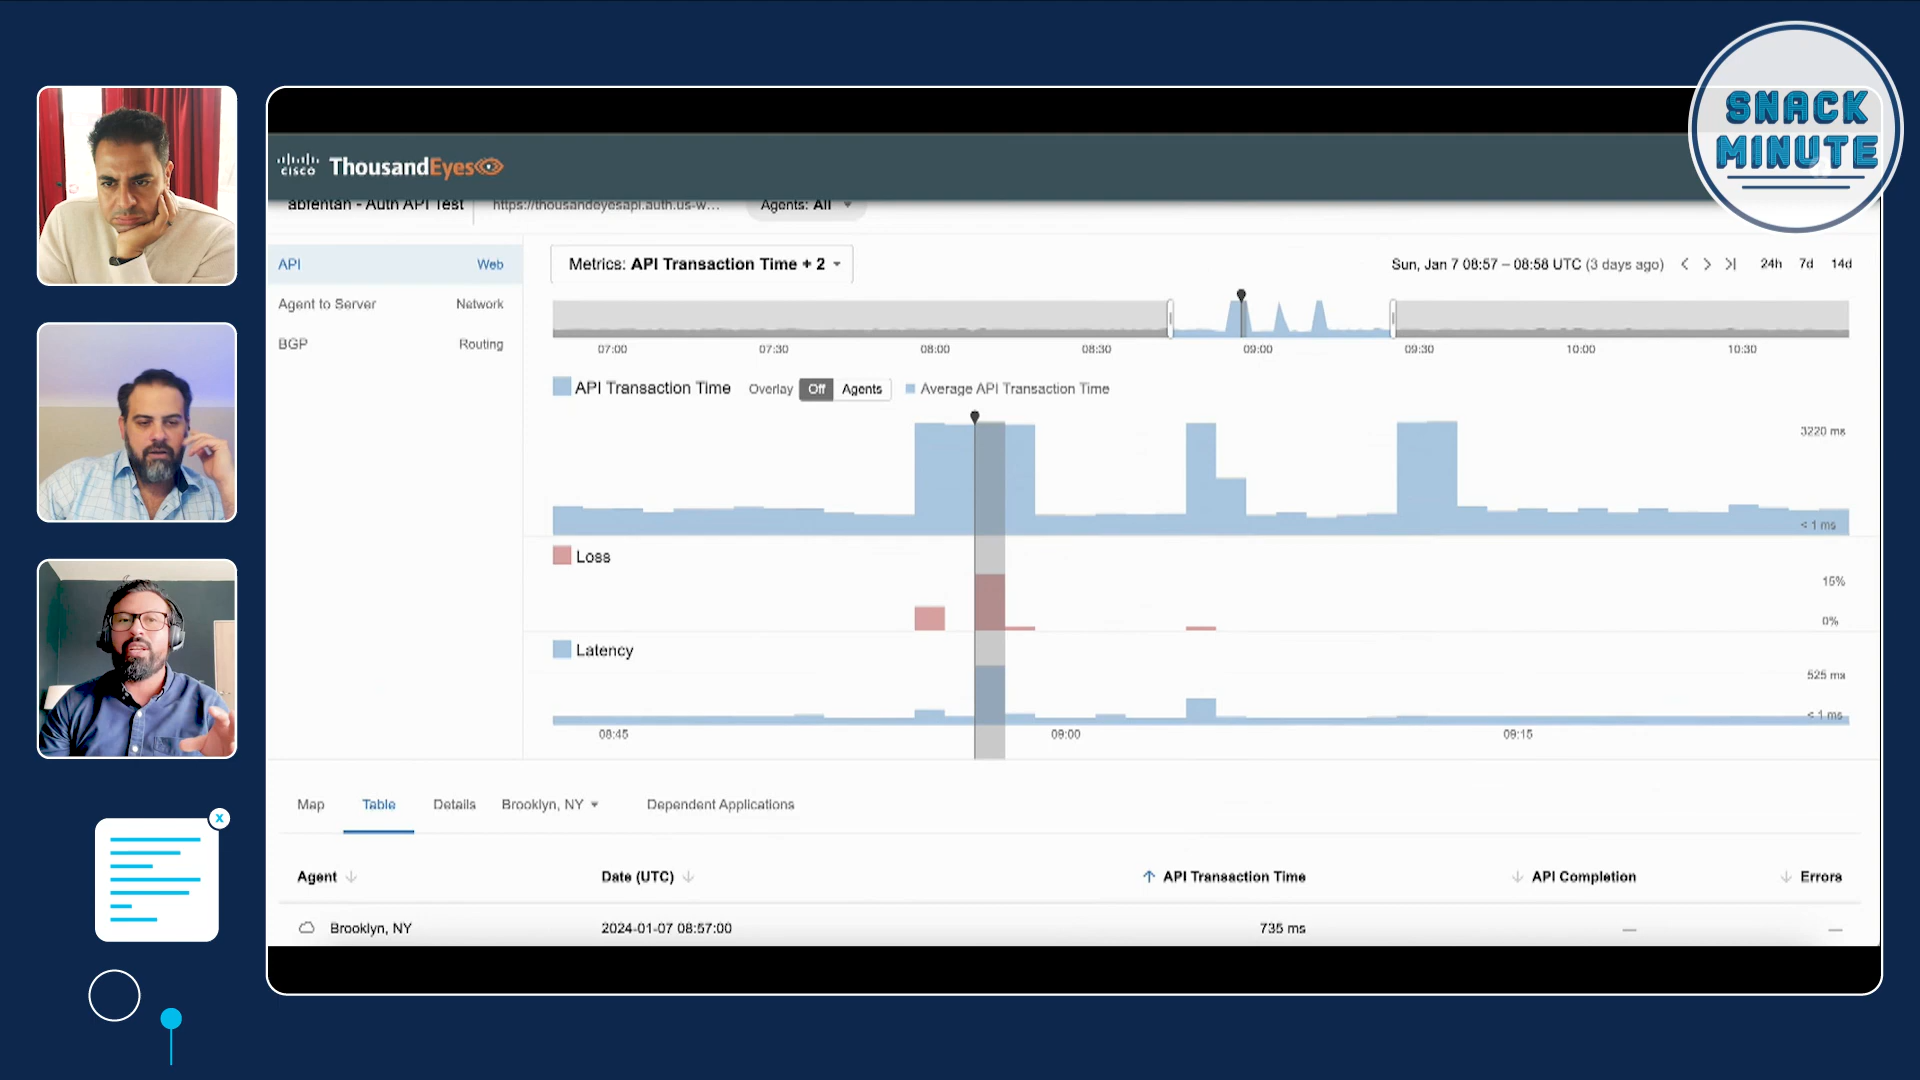 SNACK
MINUTE
cisco ThousandEyes
abfentan - Auth API Test https://thousandeyesapi.auth.us-w... Agents: All
API Web
Agent to Server Network
BGP Routing
Metrics: API Transaction Time + 2
Sun, Jan 7 08:57 – 08:58 UTC (3 days ago) 24h 7d 14d
07:00 07:30 08:00 08:30 09:00 09:30 10:00 10:30
API Transaction Time Overlay Off Agents Average API Transaction Time
3220 ms
< 1 ms
Loss
15%
0%
Latency
525 ms
< 1 ms
08:45 09:00 09:15
Map Table Details Brooklyn, NY Dependent Applications
Agent Date (UTC) API Transaction Time API Completion Errors
Brooklyn, NY 2024-01-07 08:57:00 735 ms — —
x